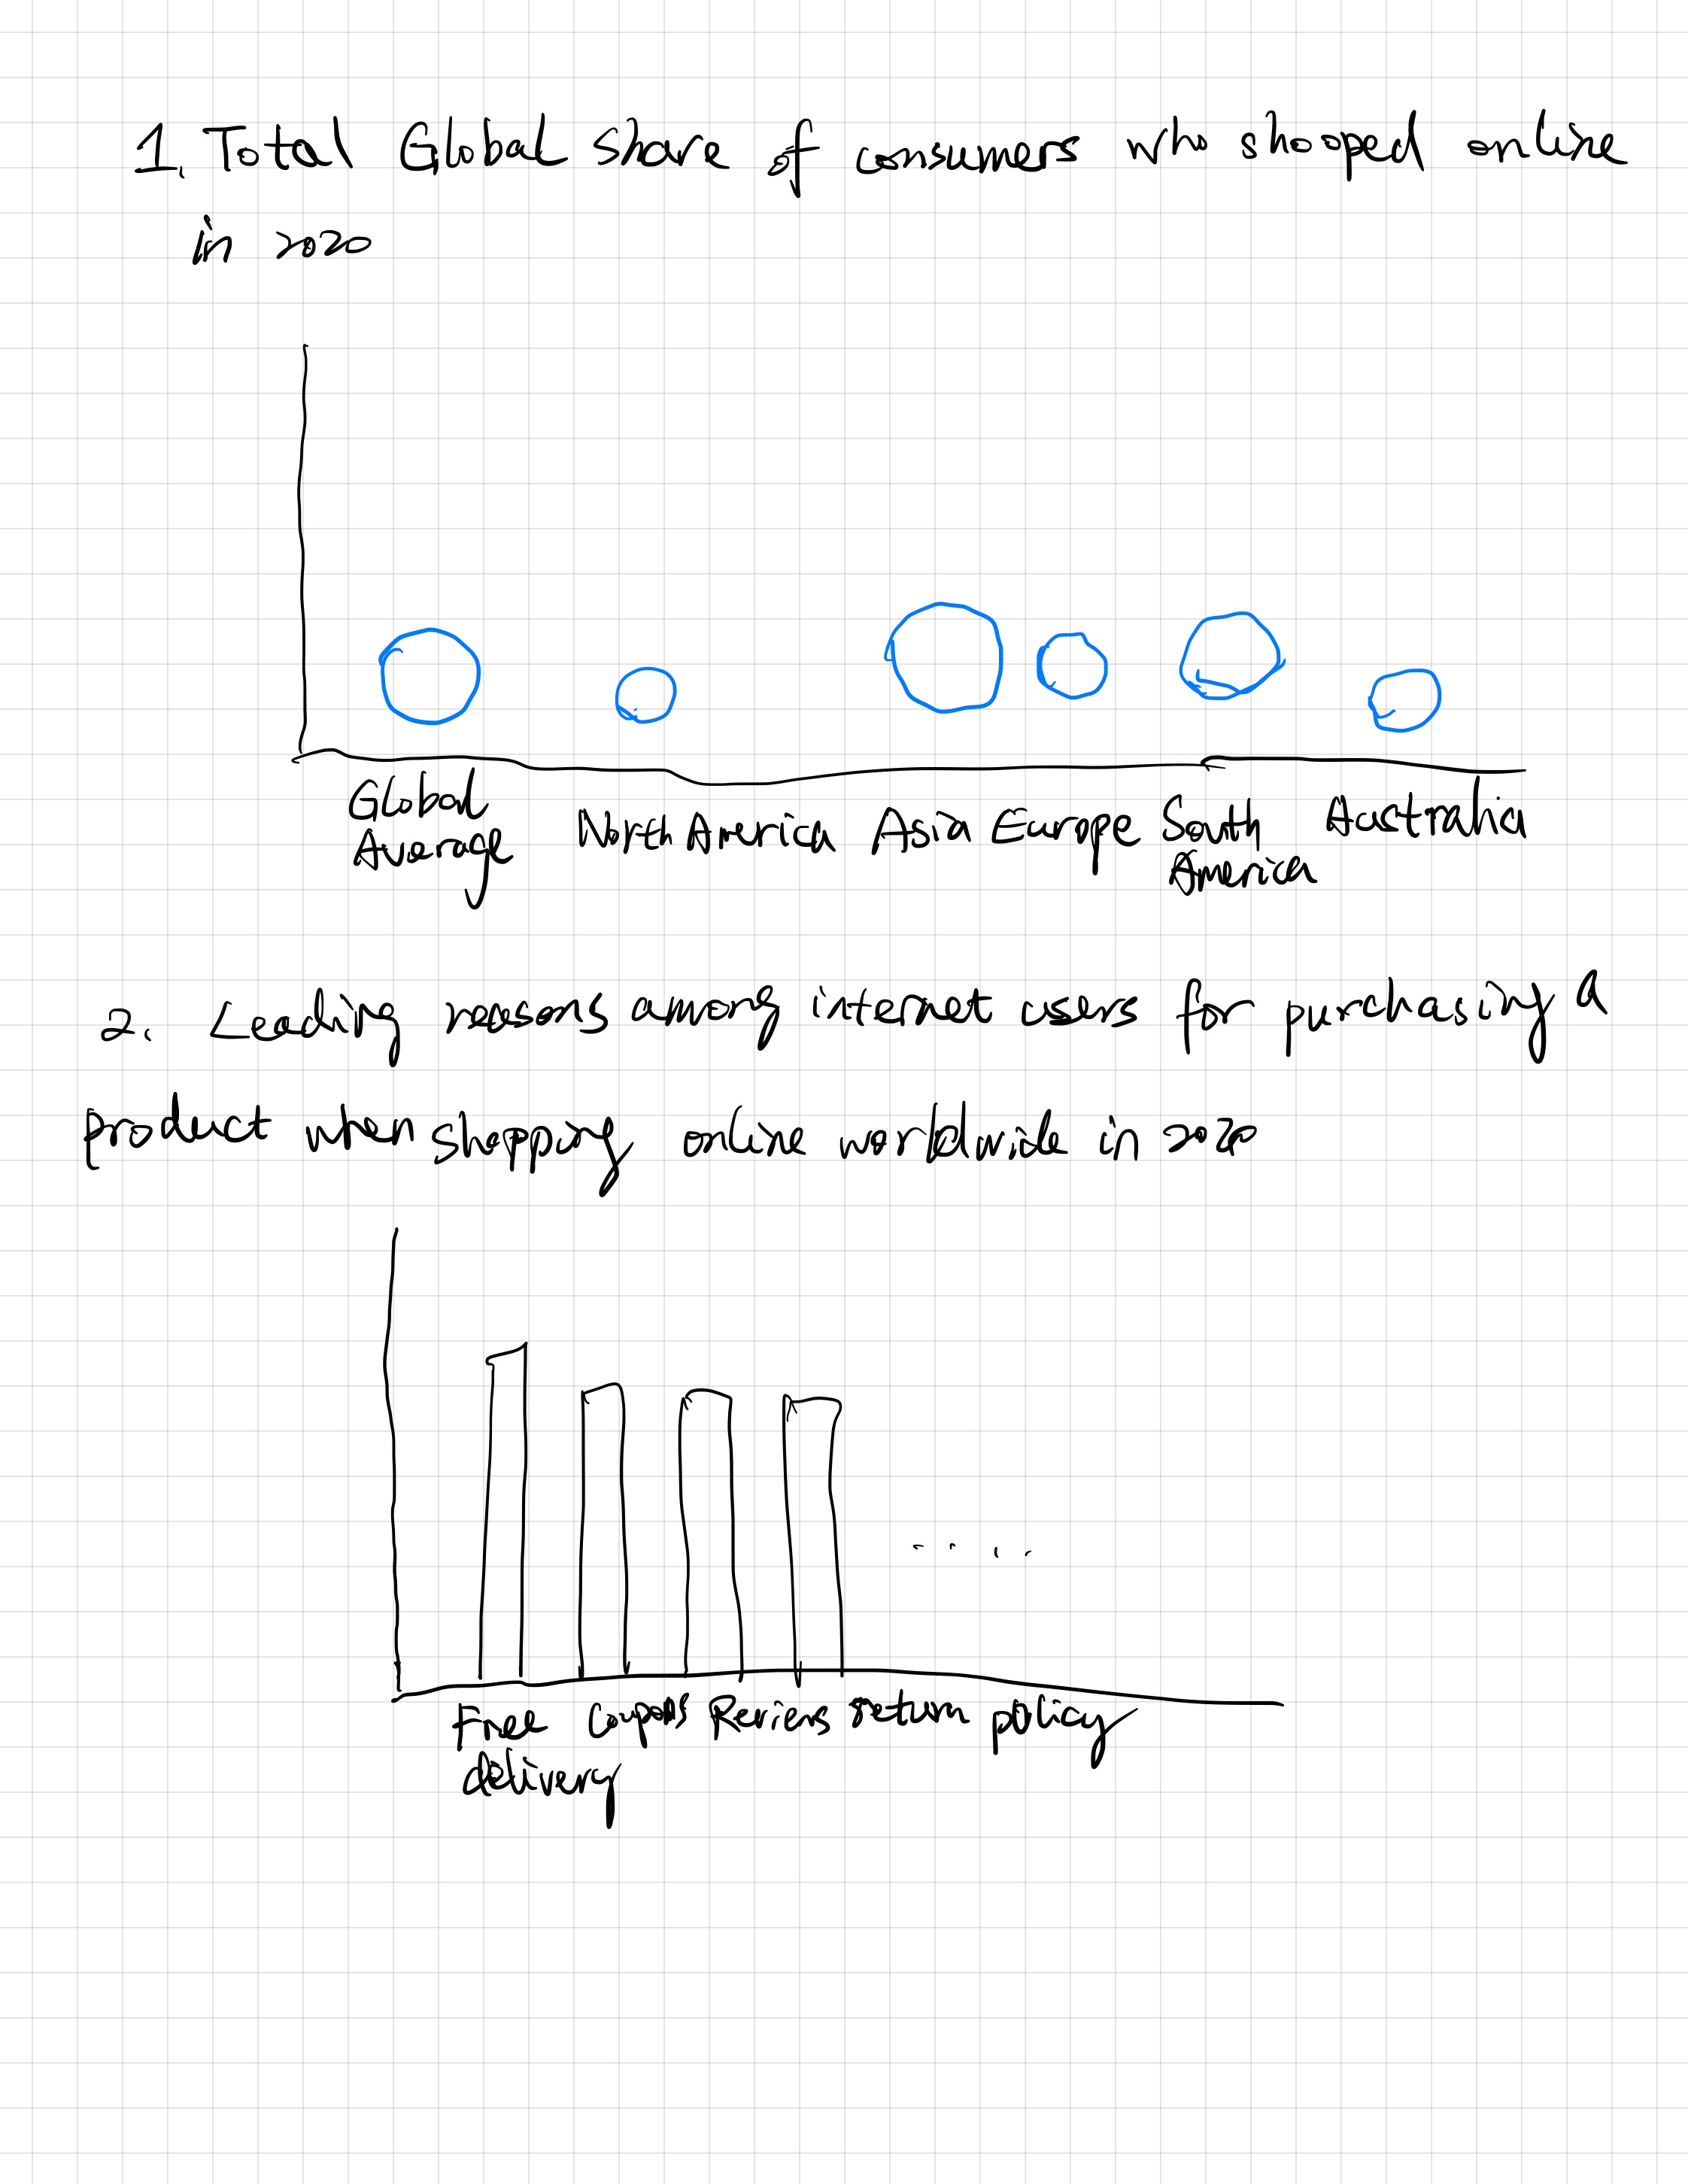 1. Total Global share of consumers who shooped online
in 2020
Global
Average
North America Asia Europe South
America
Australia
2. Leading reasons among internet users for purchasing a
product when shopping online worldwide in 2020
Free
delivery
Coupons Reviews return policy